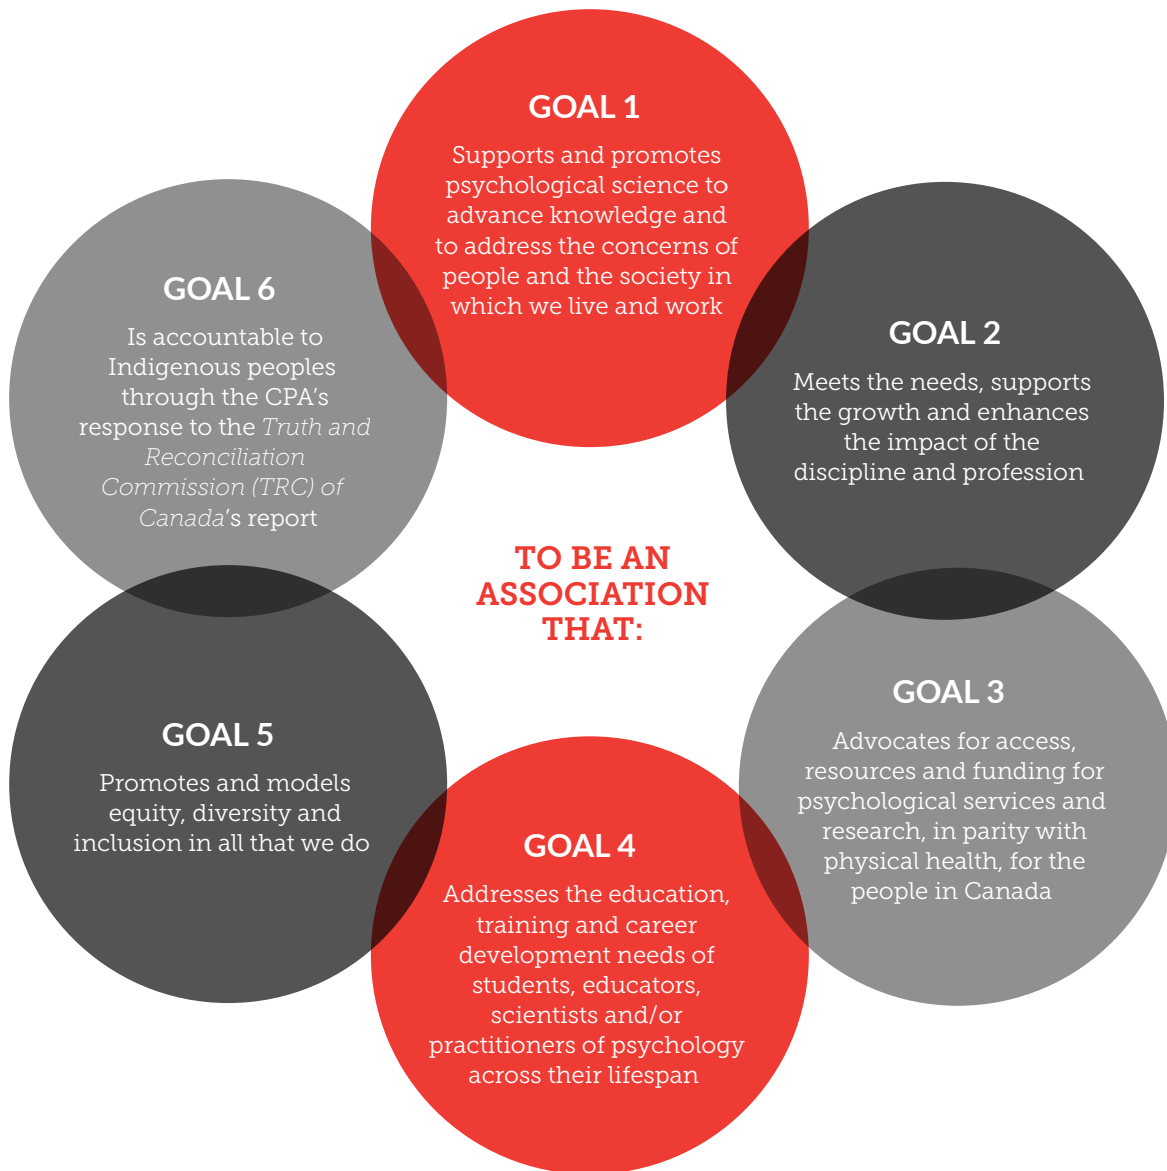 GOAL 1
Supports and promotes
psychological science to
advance knowledge and
to address the concerns of
people and the society in
which we live and work
GOAL 2
Meets the needs, supports
the growth and enhances
the impact of the
discipline and profession
GOAL 3
Advocates for access,
resources and funding for
psychological services and
research, in parity with
physical health, for the
people in Canada
GOAL 4
Addresses the education,
training and career
development needs of
students, educators,
scientists and/or
practitioners of psychology
across their lifespan
GOAL 5
Promotes and models
equity, diversity and
inclusion in all that we do
GOAL 6
Is accountable to
Indigenous peoples
through the CPA's
response to the Truth and
Reconciliation
Commission (TRC) of
Canada's report
TO BE AN
ASSOCIATION
THAT: